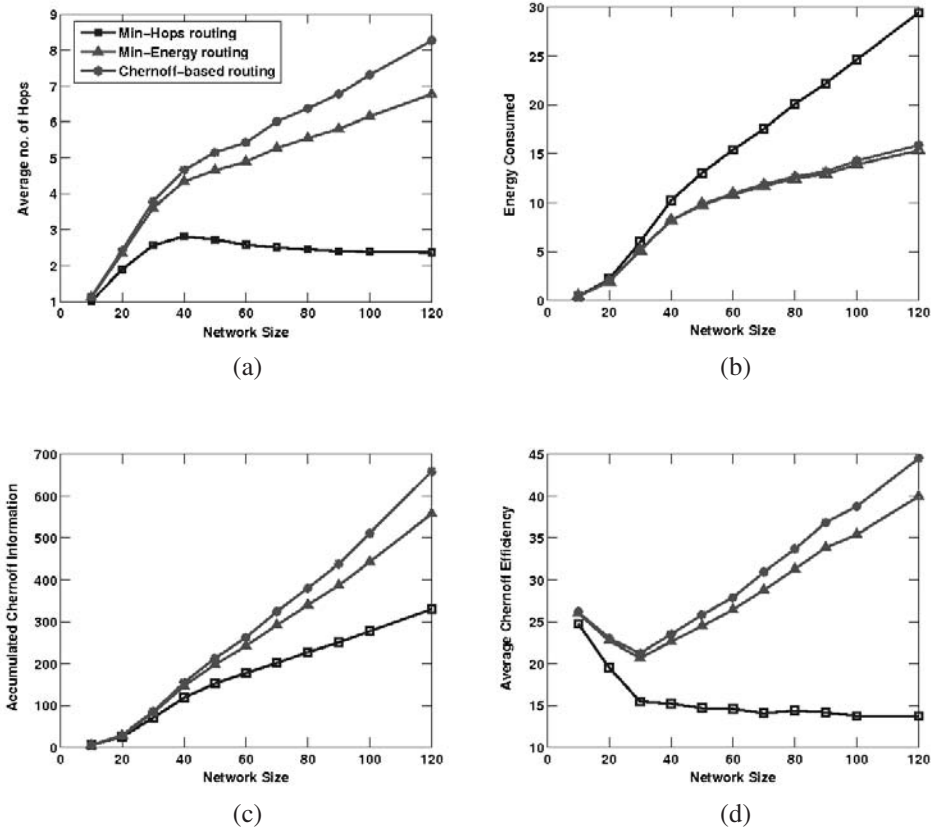 9
8
7
6
5
4
3
2
1
Average no. of Hops
Min-Hops routing
Min-Energy routing
Chernoff-based routing
0 20 40 60 80 100 120
Network Size
(a)
30
25
20
15
10
5
0
Energy Consumed
0 20 40 60 80 100 120
Network Size
(b)
700
600
500
400
300
200
100
0
Accumulated Chernoff Information
0 20 40 60 80 100 120
Network Size
(c)
45
40
35
30
25
20
15
10
Average Chernoff Efficiency
0 20 40 60 80 100 120
Network Size
(d)